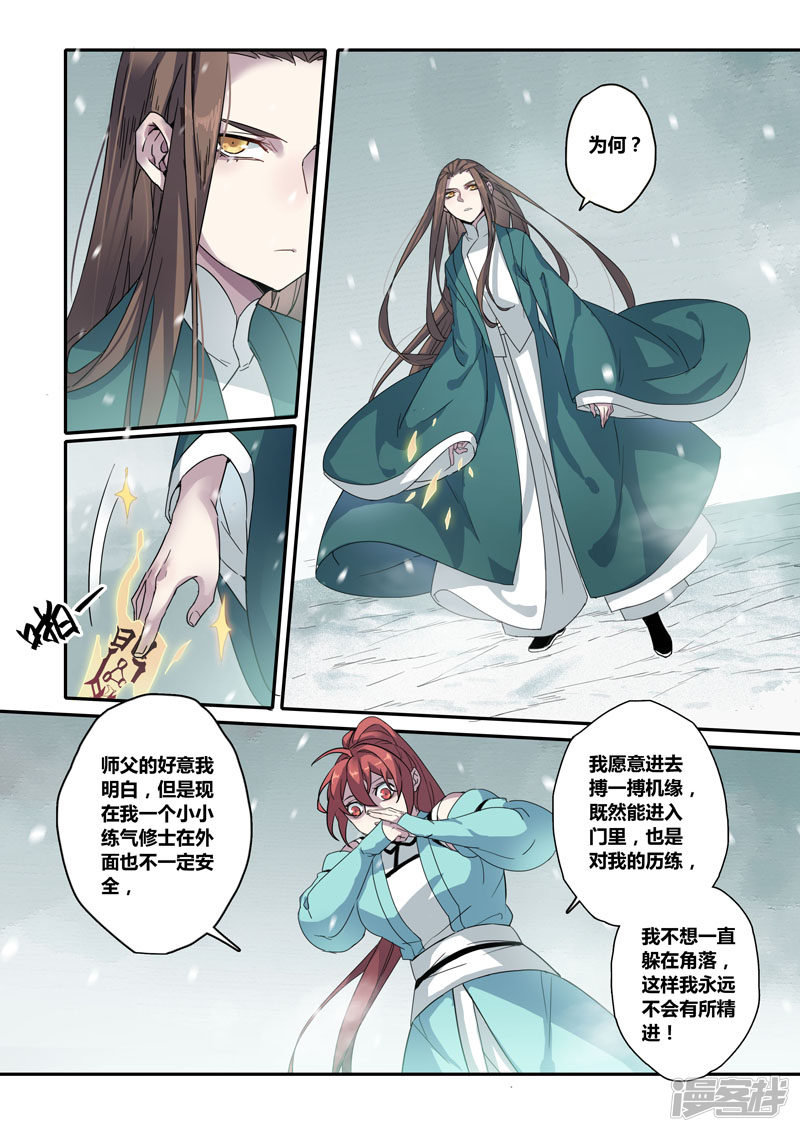 为何？
啪一
师父的好意我
明白，但是现
在我一个小小
练气修士在外
面也不一定安
全，
我愿意进去
搏一搏机缘，
既然能进入
门里，也是
对我的历练，
我不想一直
躲在角落，
这样我永远
不会有所精
进！
漫客栈